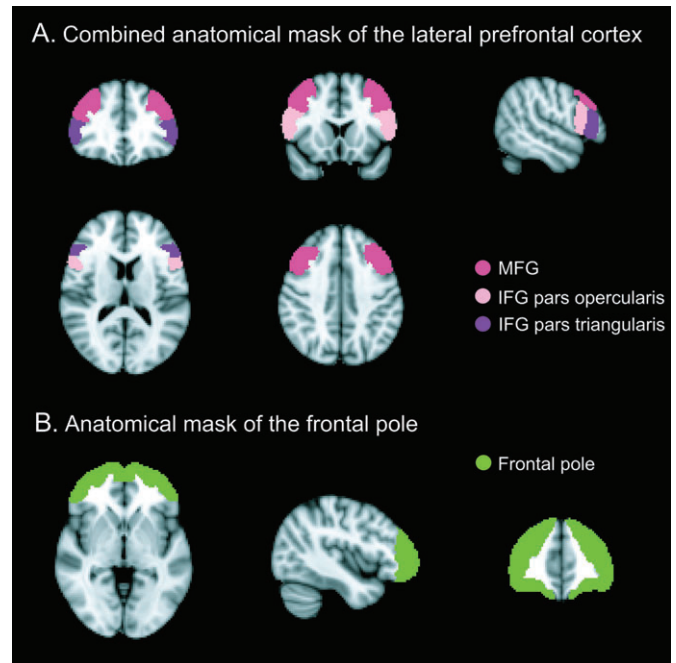 A. Combined anatomical mask of the lateral prefrontal cortex
MFG
IFG pars opercularis
IFG pars triangularis
B. Anatomical mask of the frontal pole
Frontal pole